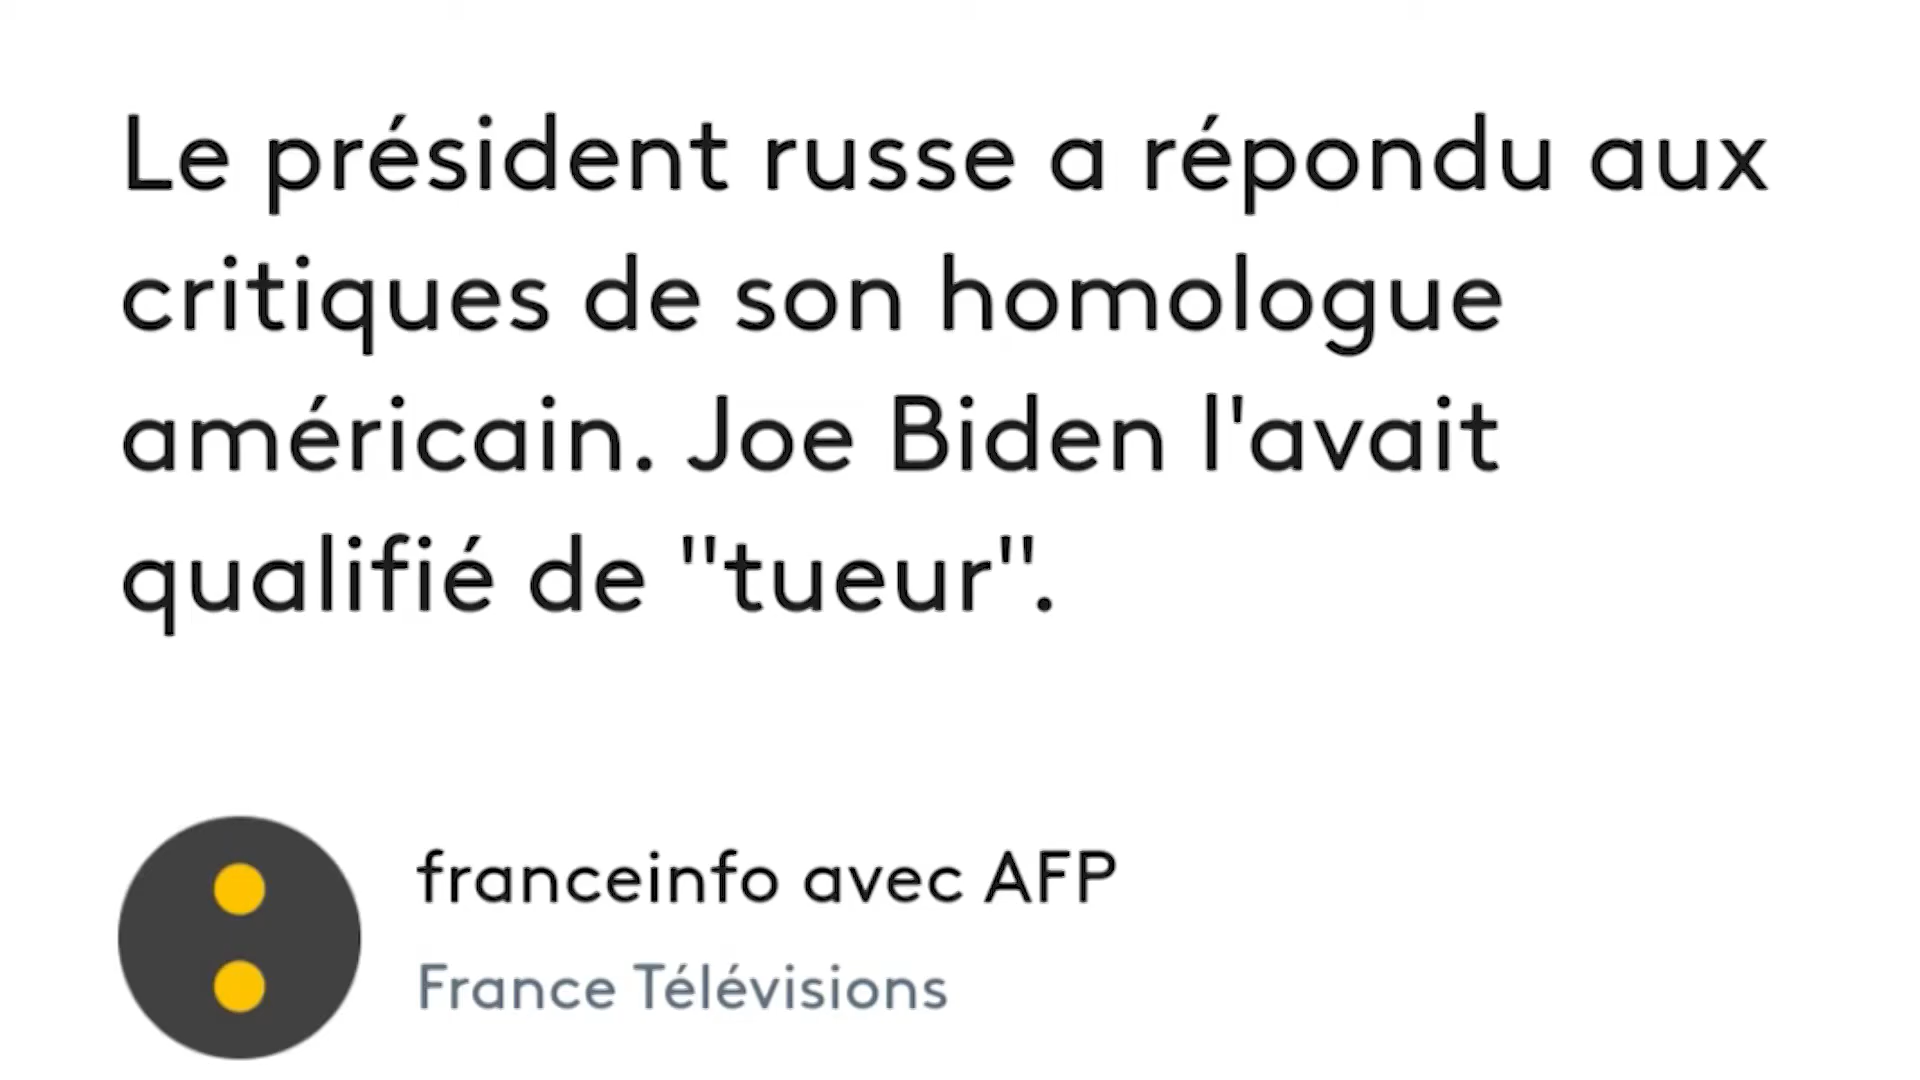 Le président russe a répondu aux
critiques de son homologue
américain. Joe Biden l'avait
qualifié de "tueur".
franceinfo avec AFP
France Télévisions